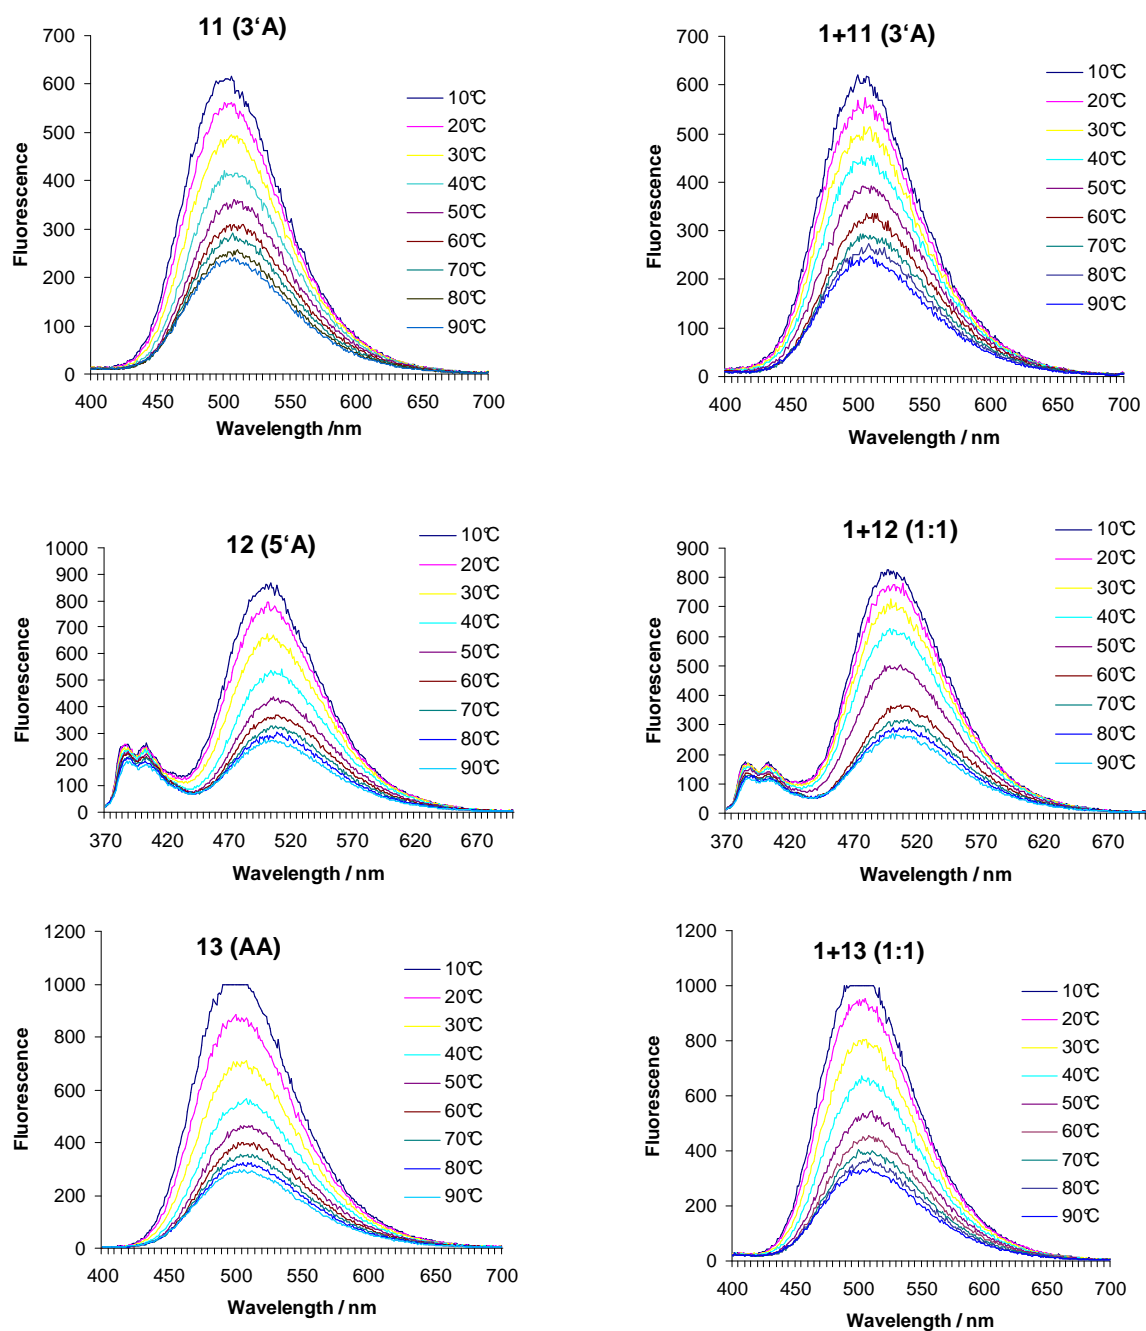 11 (3‘A)
700
600
500
400
300
200
100
0
Fluorescence
400 450 500 550 600 650 700
Wavelength /nm
10°C
20°C
30°C
40°C
50°C
60°C
70°C
80°C
90°C
1+11 (3‘A)
700
600
500
400
300
200
100
0
Fluorescence
400 450 500 550 600 650 700
Wavelength / nm
10°C
20°C
30°C
40°C
50°C
60°C
70°C
80°C
90°C
12 (5‘A)
1000
900
800
700
600
500
400
300
200
100
0
Fluorescence
370 420 470 520 570 620 670
Wavelength / nm
10°C
20°C
30°C
40°C
50°C
60°C
70°C
80°C
90°C
1+12 (1:1)
900
800
700
600
500
400
300
200
100
0
Fluorescence
370 420 470 520 570 620 670
Wavelength / nm
10°C
20°C
30°C
40°C
50°C
60°C
70°C
80°C
90°C
13 (AA)
1200
1000
800
600
400
200
0
Fluorescence
400 450 500 550 600 650 700
Wavelength / nm
10°C
20°C
30°C
40°C
50°C
60°C
70°C
80°C
90°C
1+13 (1:1)
1200
1000
800
600
400
200
0
Fluorescence
400 450 500 550 600 650 700
Wavelength / nm
10°C
20°C
30°C
40°C
50°C
60°C
70°C
80°C
90°C